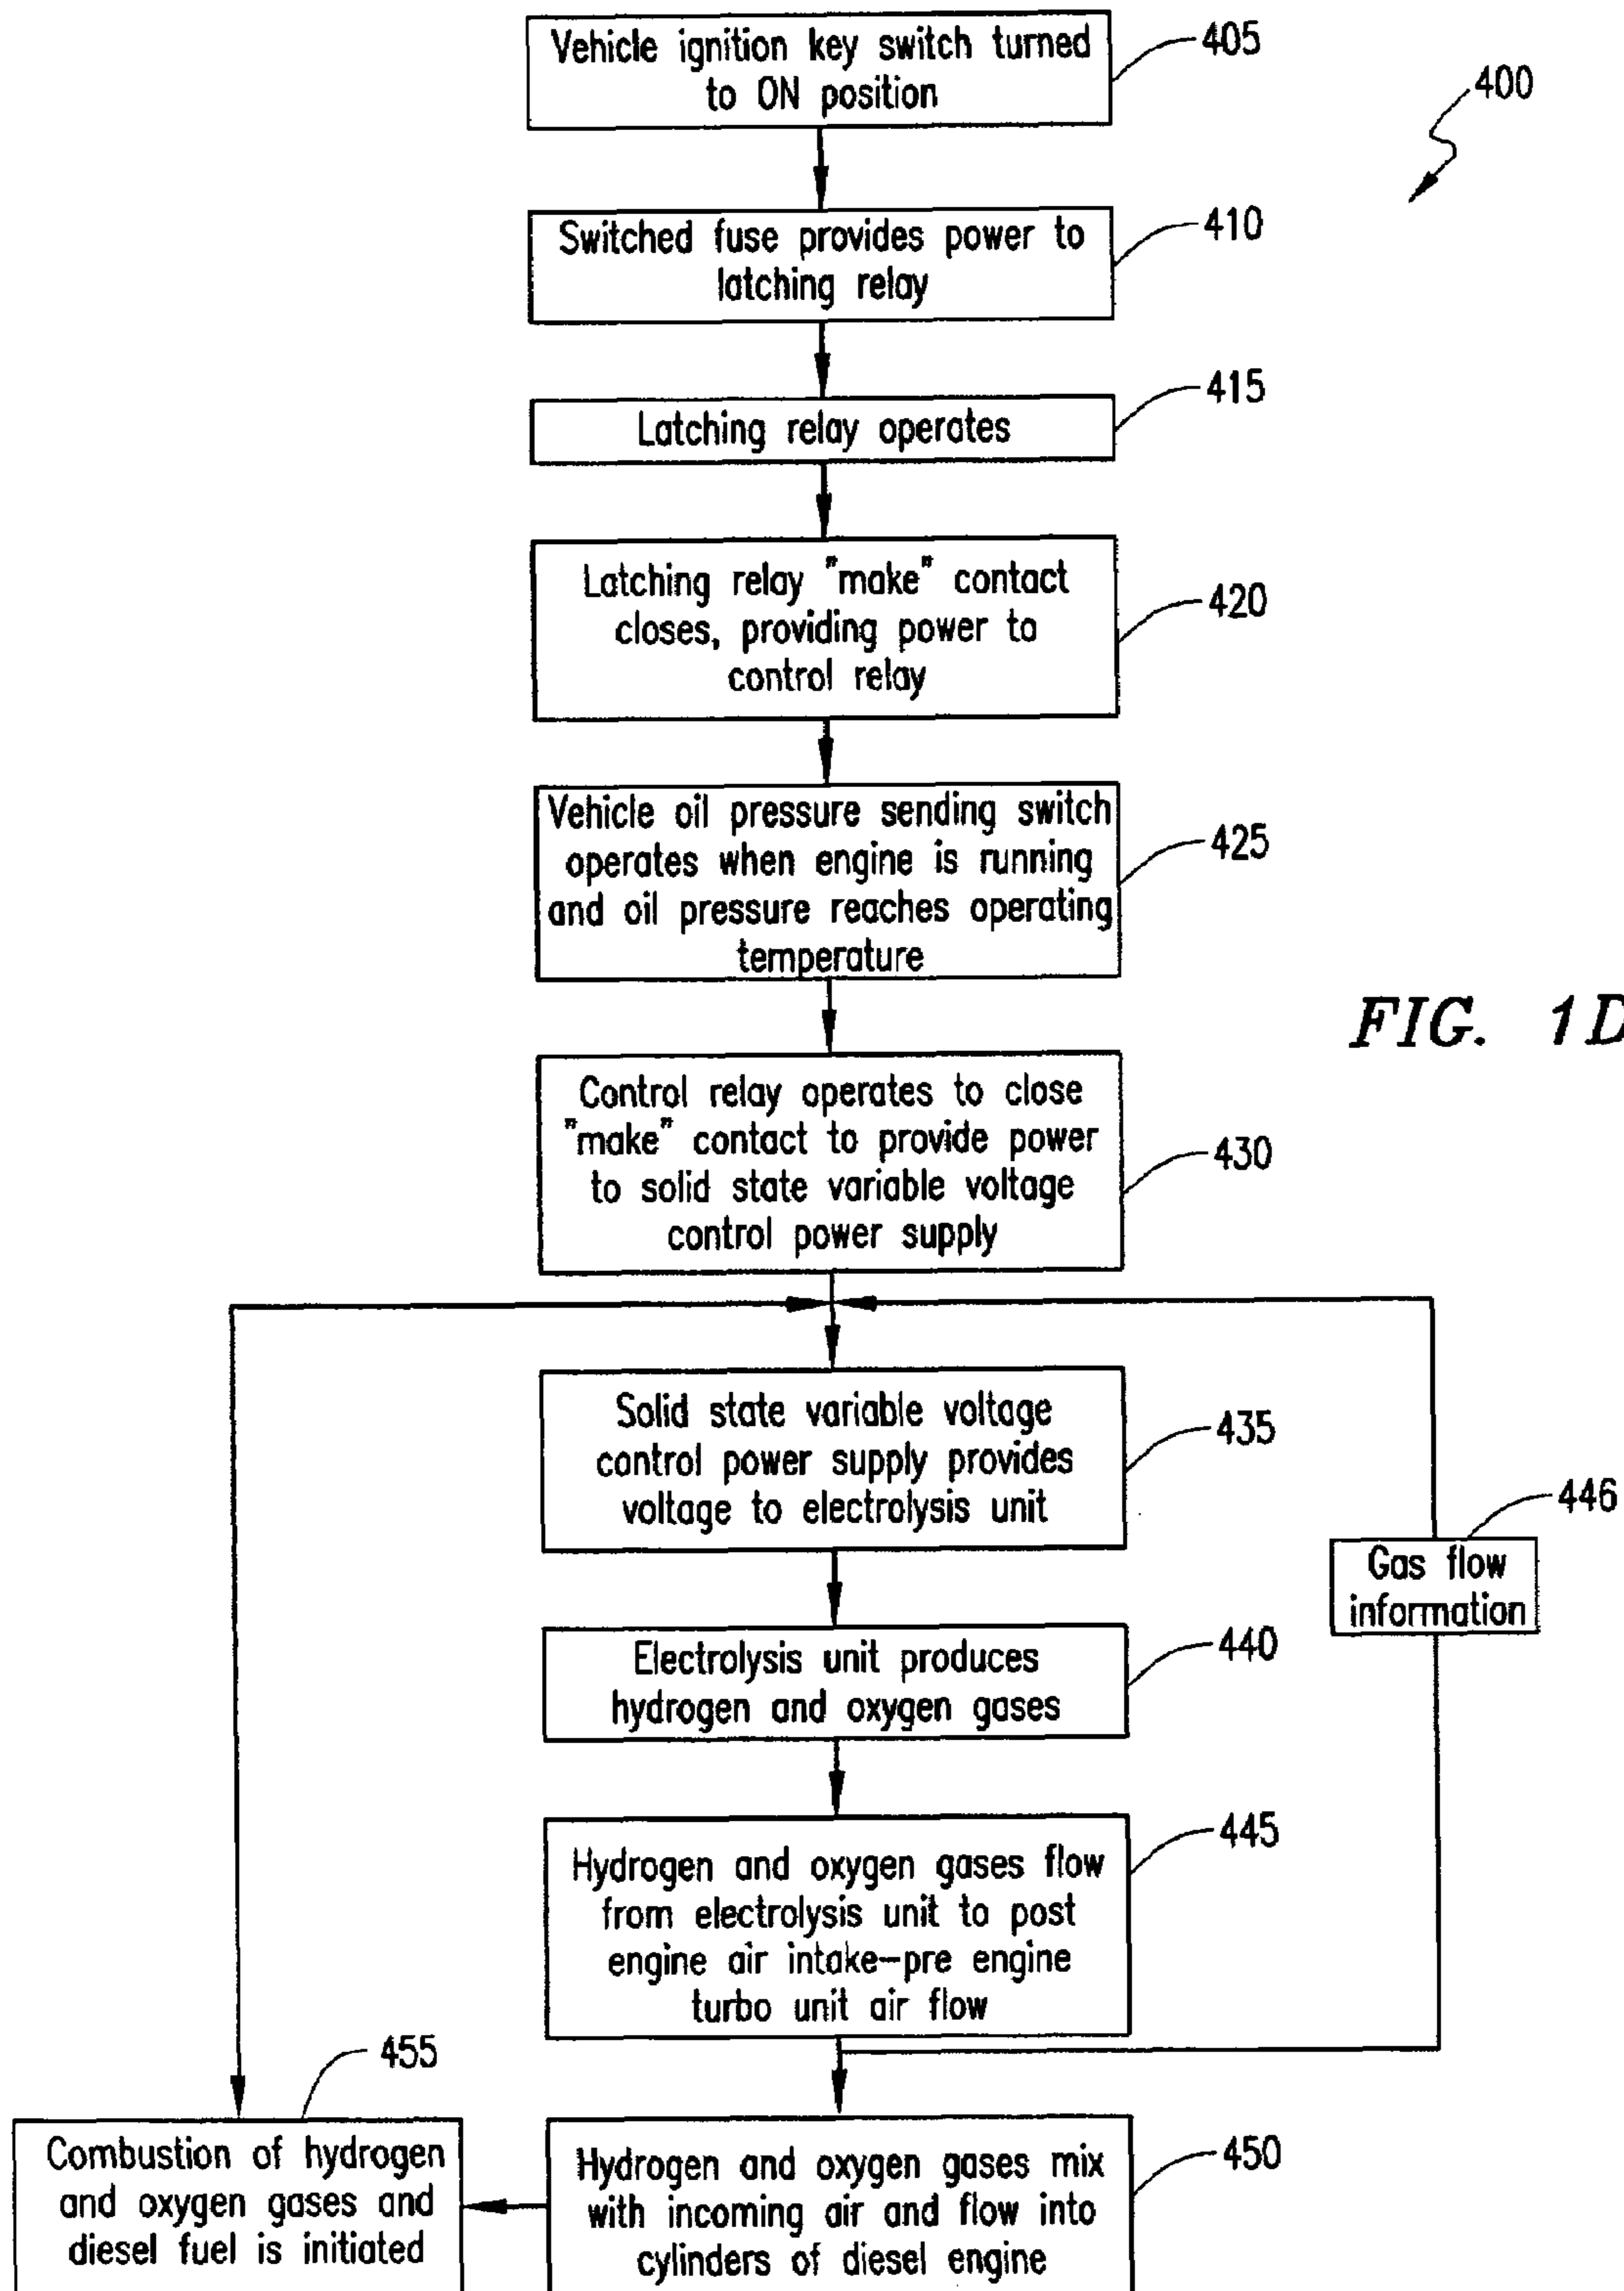 Vehicle ignition key switch turned
to ON position
405
400
Switched fuse provides power to
latching relay
410
Latching relay operates
415
Latching relay "make" contact
closes, providing power to
control relay
420
Vehicle oil pressure sending switch
operates when engine is running
and oil pressure reaches operating
temperature
425
FIG. 1D
Control relay operates to close
"make" contact to provide power
to solid state variable voltage
control power supply
430
Solid state variable voltage
control power supply provides
voltage to electrolysis unit
435
446
Gas flow
information
Electrolysis unit produces
hydrogen and oxygen gases
440
Hydrogen and oxygen gases flow
from electrolysis unit to post
engine air intake-pre engine
turbo unit air flow
445
455
Combustion of hydrogen
and oxygen gases and
diesel fuel is initiated
Hydrogen and oxygen gases mix
with incoming air and flow into
cylinders of diesel engine
450